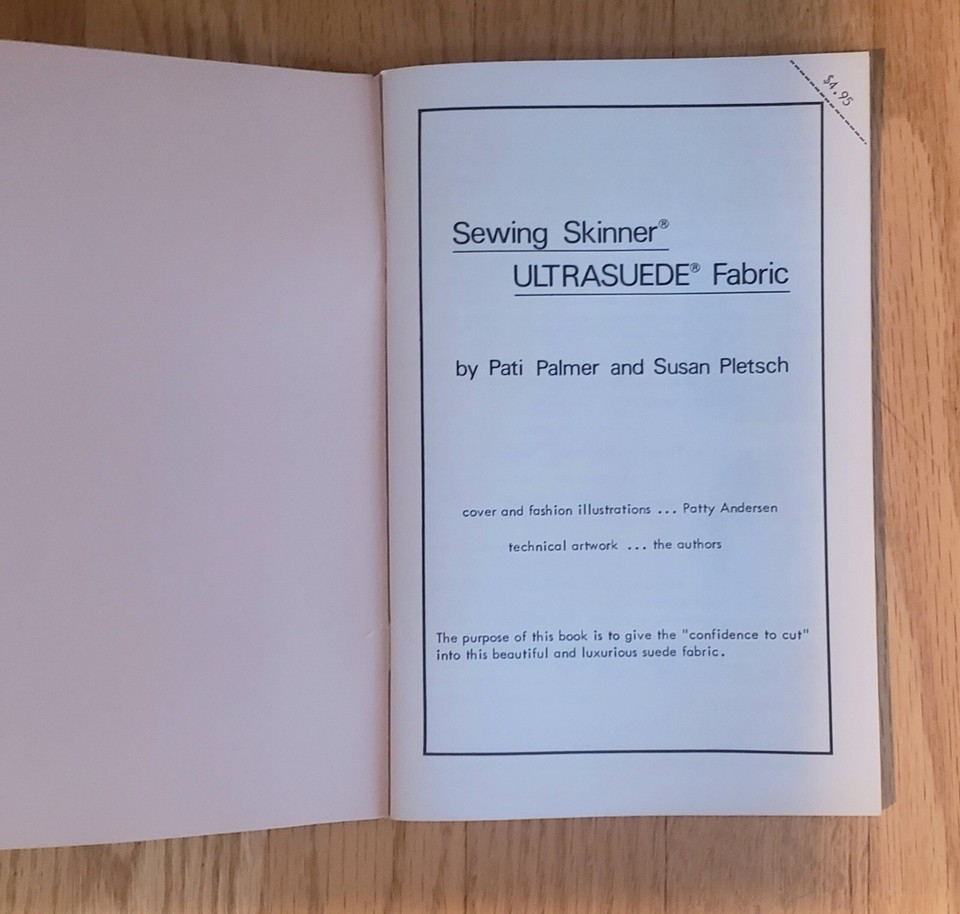 $4.95
Sewing Skinner®
ULTRASUEDE® Fabric
by Pati Palmer and Susan Pletsch
cover and fashion illustrations ... Patty Andersen
technical artwork ... the authors
The purpose of this book is to give the "confidence to cut"
into this beautiful and luxurious suede fabric.